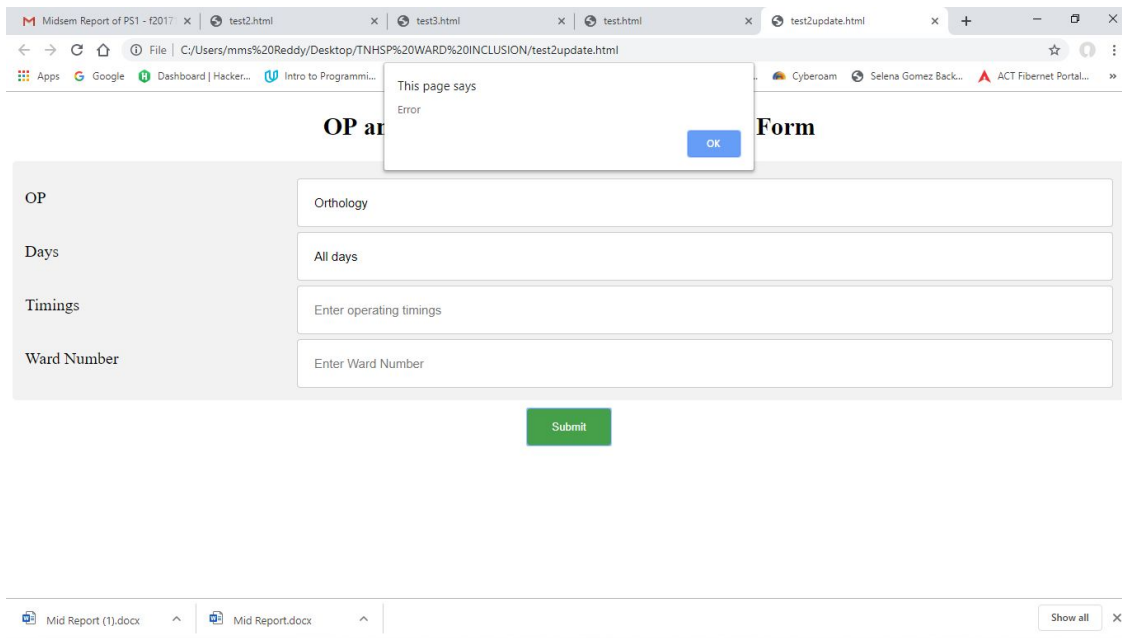 Midsem Report of PS1 - f2017
test2.html
test3.html
test.html
test2update.html
File | C:/Users/mms%20Reddy/Desktop/TNHSP%20WARD%20INCLUSION/test2update.html
Apps Google Dashboard | Hacker... Intro to Programmi... Cyberoam Selena Gomez Back... ACT Fibernet Portal... »
This page says
Error
OK
OP ar Form
OP Orthology
Days All days
Timings Enter operating timings
Ward Number Enter Ward Number
Submit
Mid Report (1).docx Mid Report.docx Show all